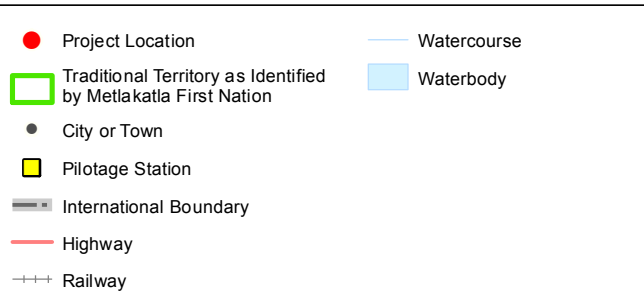 Project Location
Traditional Territory as Identified
by Metlakatla First Nation
City or Town
Pilotage Station
International Boundary
Highway
Railway
Watercourse
Waterbody